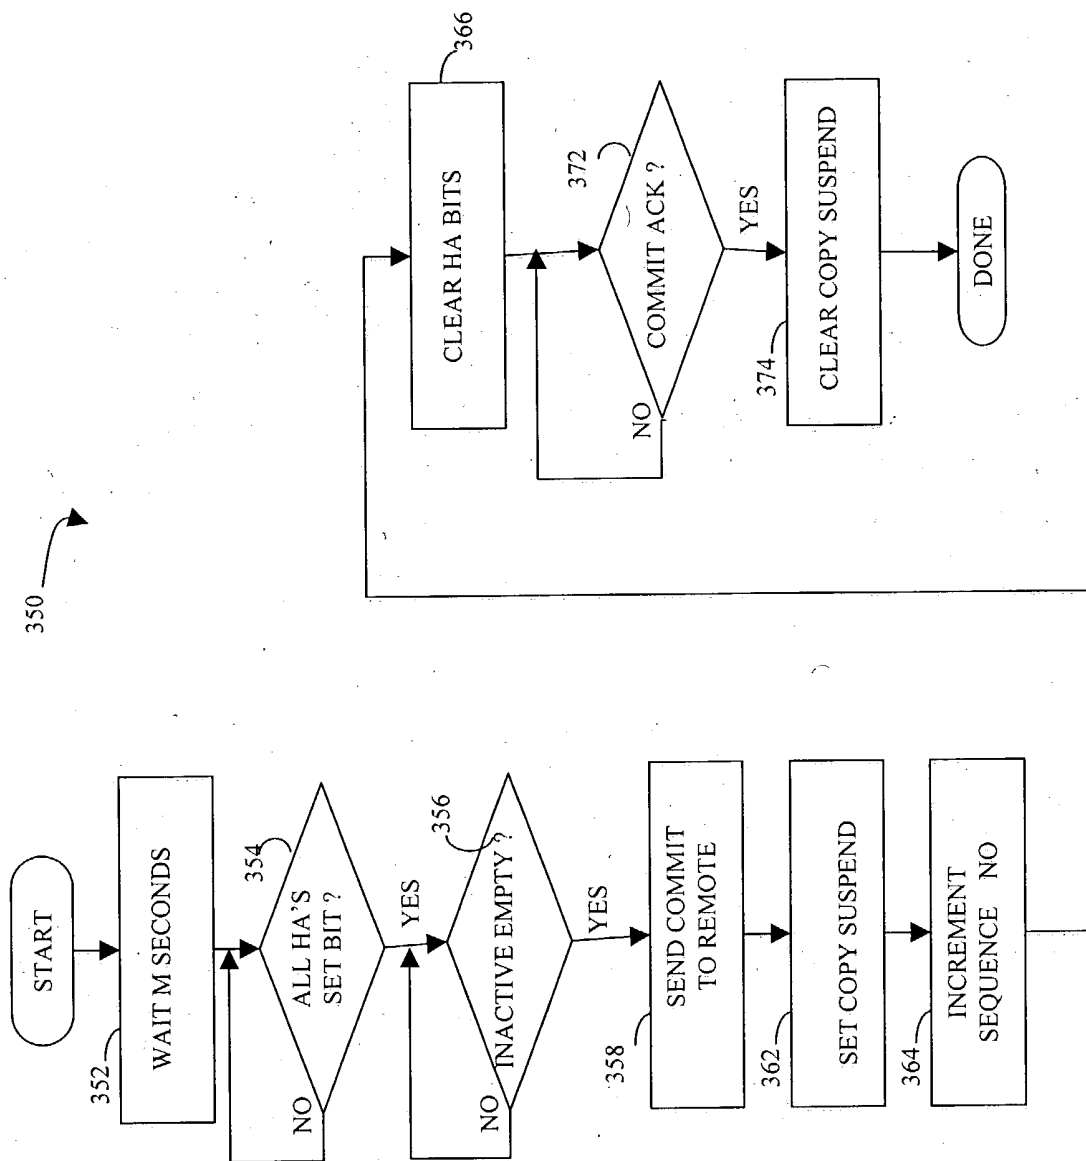 350
START
352
WAIT M SECONDS
354
ALL HA'S
SET BIT ?
NO
YES
356
INACTIVE EMPTY ?
NO
YES
358
SEND COMMIT
TO REMOTE
362
SET COPY SUSPEND
364
INCREMENT
SEQUENCE NO
366
CLEAR HA BITS
372
COMMIT ACK ?
NO
YES
374
CLEAR COPY SUSPEND
DONE